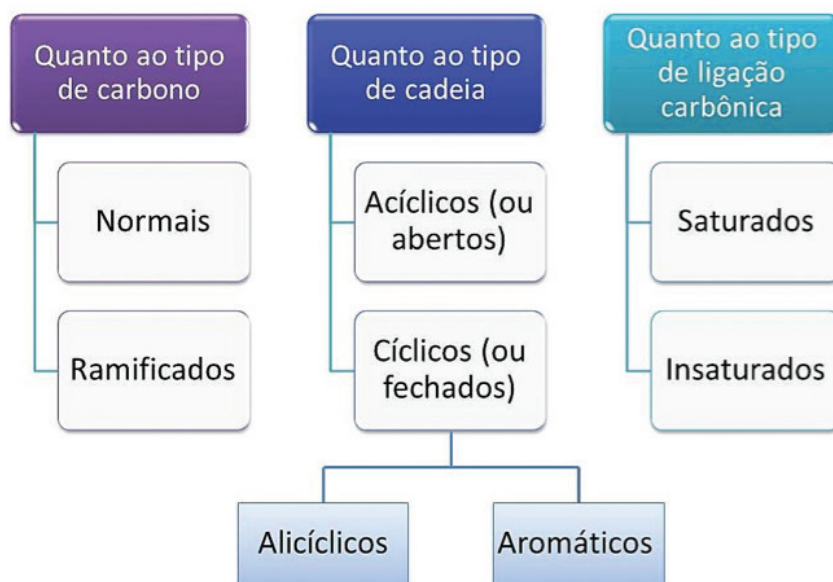 Quanto ao tipo
de carbono
Normais
Ramificados
Quanto ao tipo
de cadeia
Acíclicos (ou
abertos)
Cíclicos (ou
fechados)
Alicíclicos
Aromáticos
Quanto ao tipo
de ligação
carbônica
Saturados
Insaturados